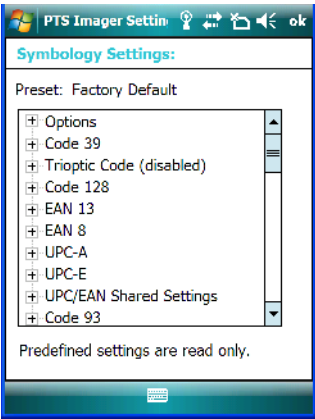 PTS Imager Settin
ok
Symbology Settings:
Preset: Factory Default
Options
Code 39
Trioptic Code (disabled)
Code 128
EAN 13
EAN 8
UPC-A
UPC-E
UPC/EAN Shared Settings
Code 93
Predefined settings are read only.